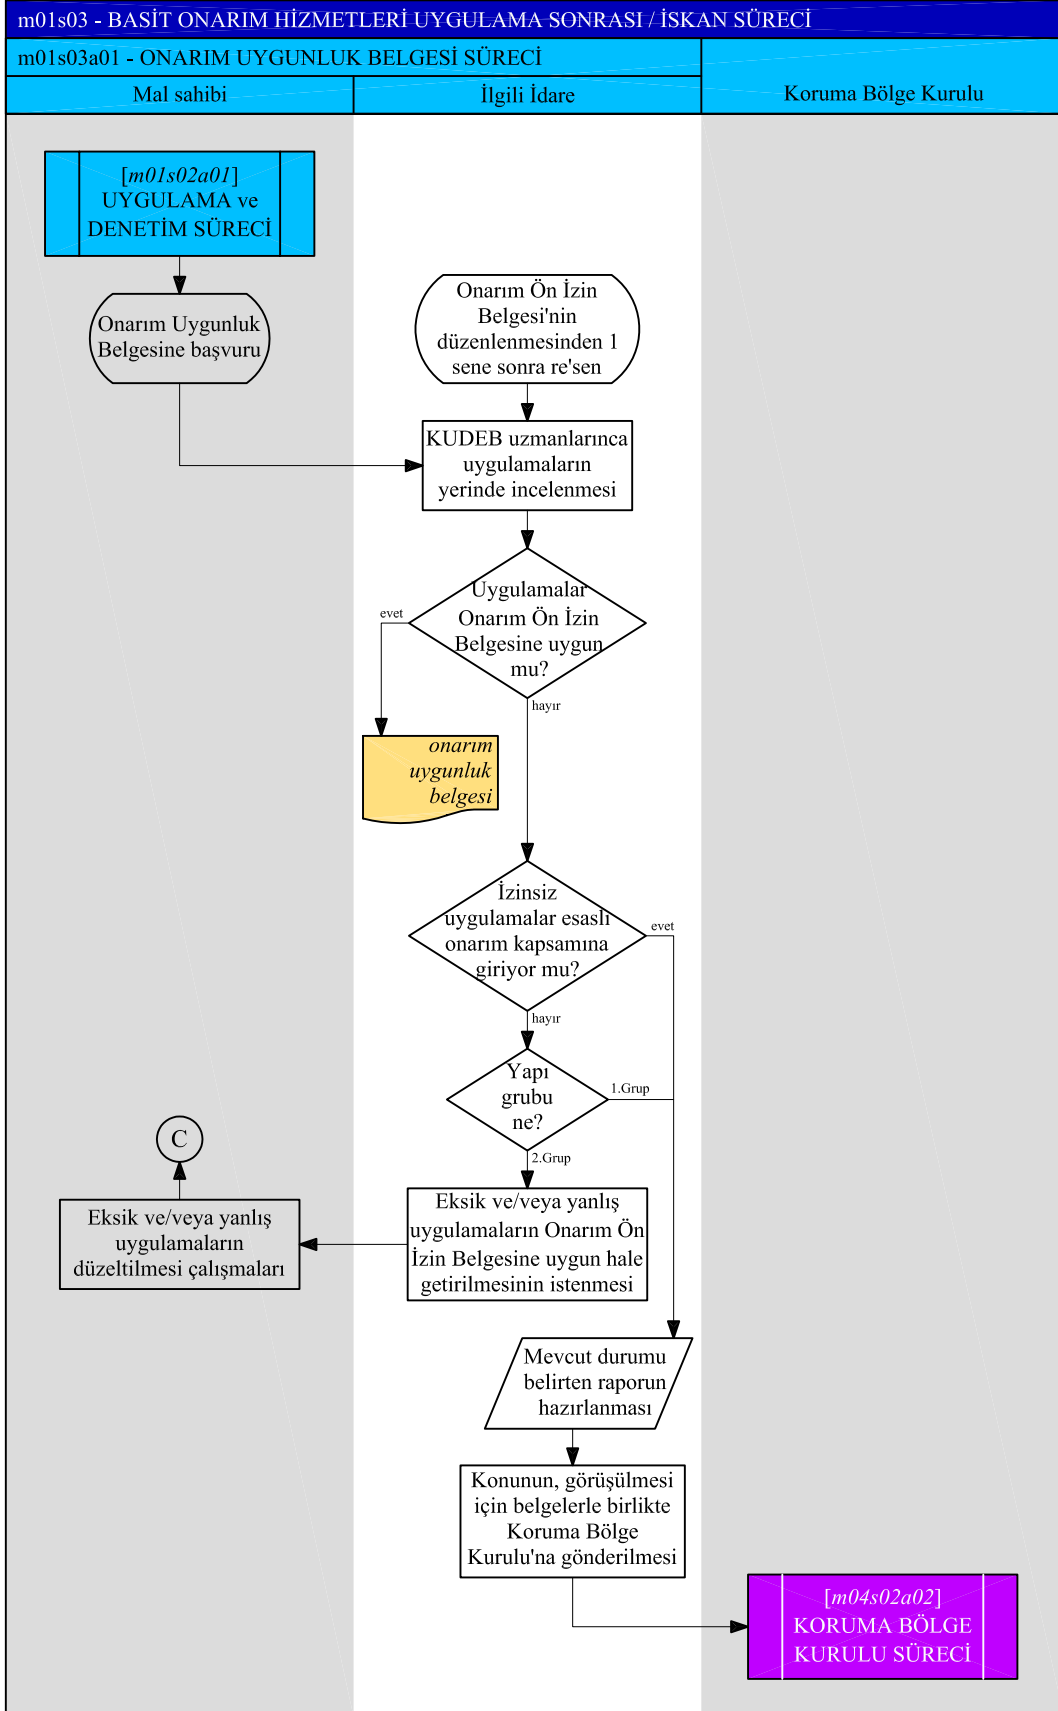 m01s03 - BASİT ONARIM HİZMETLERİ UYGULAMA SONRASI / İSKAN SÜRECİ
m01s03a01 - ONARIM UYGUNLUK BELGESİ SÜRECİ
Mal sahibi
İlgili İdare
Koruma Bölge Kurulu
[m01s02a01]
UYGULAMA ve
DENETİM SÜRECİ
Onarım Uygunluk
Belgesine başvuru
Onarım Ön İzin
Belgesi'nin
düzenlenmesinden 1
sene sonra re'sen
KUDEB uzmanlarınca
uygulamaların
yerinde incelenmesi
Uygulamalar
Onarım Ön İzin
Belgesine uygun
mu?
evet
hayır
onarım
uygunluk
belgesi
İzinsiz
uygulamalar esaslı
onarım kapsamına
giriyor mu?
evet
hayır
Yapı
grubu
ne?
1.Grup
2.Grup
Eksik ve/veya yanlış
uygulamaların Onarım Ön
İzin Belgesine uygun hale
getirilmesinin istenmesi
C
Eksik ve/veya yanlış
uygulamaların
düzeltilmesi çalışmaları
Mevcut durumu
belirten raporun
hazırlanması
Konunun, görüşülmesi
için belgelerle birlikte
Koruma Bölge
Kurulu'na gönderilmesi
[m04s02a02]
KORUMA BÖLGE
KURULU SÜRECİ